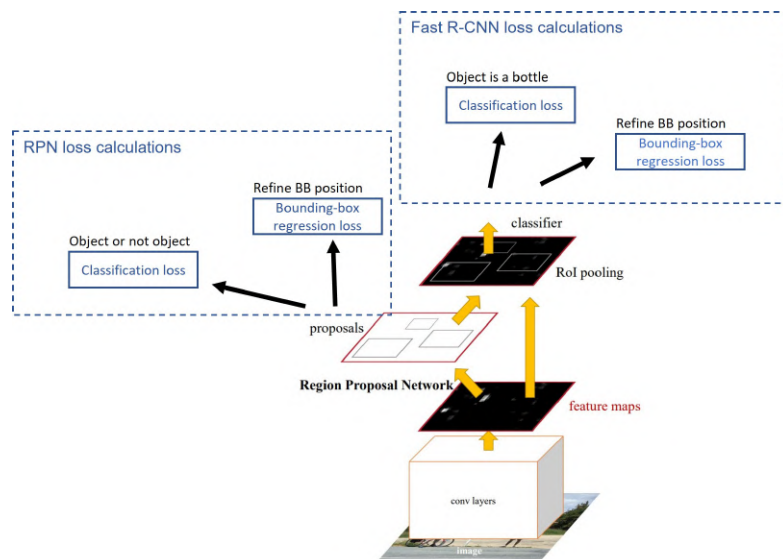 Fast R-CNN loss calculations
Object is a bottle
Classification loss
Refine BB position
Bounding-box
regression loss
RPN loss calculations
Refine BB position
Bounding-box
regression loss
Object or not object
Classification loss
classifier
RoI pooling
proposals
Region Proposal Network
feature maps
conv layers
image